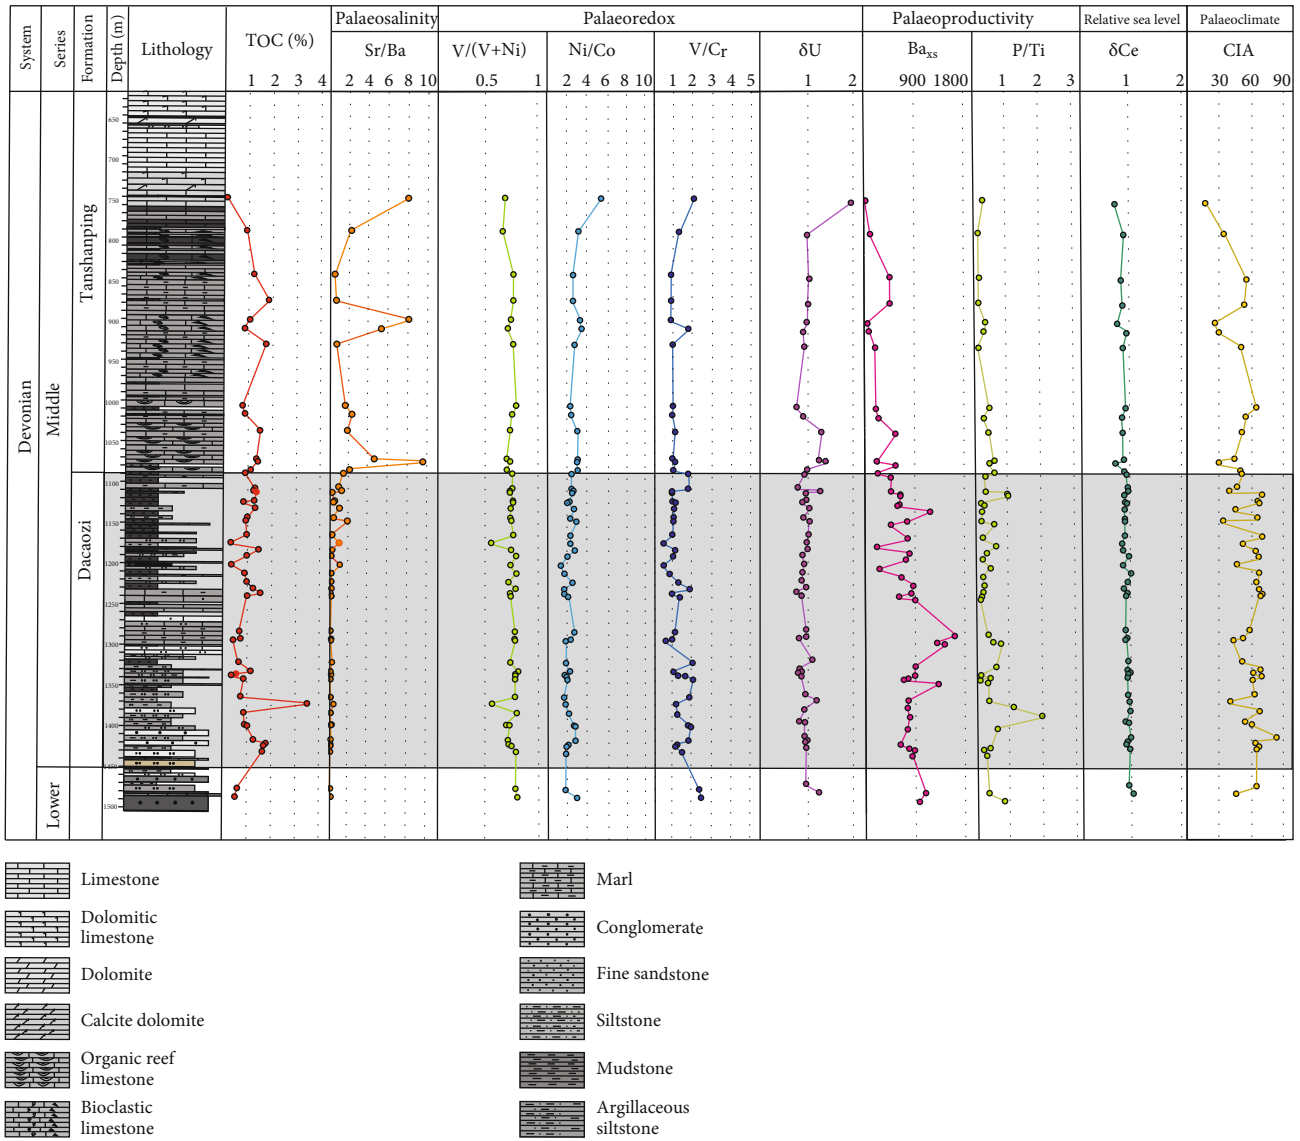 System
Series
Formation
Depth (m)
Lithology
TOC (%)
1 2 3 4
Palaeosalinity
Sr/Ba
2 4 6 8 10
Palaeoredox
V/(V+Ni)
0.5 1
Ni/Co
2 4 6 8 10
V/Cr
1 2 3 4 5
δU
1 2
Palaeoproductivity
Baxs
900 1800
P/Ti
1 2 3
Relative sea level
δCe
1 2
Palaeoclimate
CIA
30 60 90
Devonian
Middle
Lower
Tanshanping
Dacaozi
650
700
750
800
850
900
950
1000
1050
1100
1150
1200
1250
1300
1350
1400
1450
1500
Limestone
Dolomitic
limestone
Dolomite
Calcite dolomite
Organic reef
limestone
Bioclastic
limestone
Marl
Conglomerate
Fine sandstone
Siltstone
Mudstone
Argillaceous
siltstone